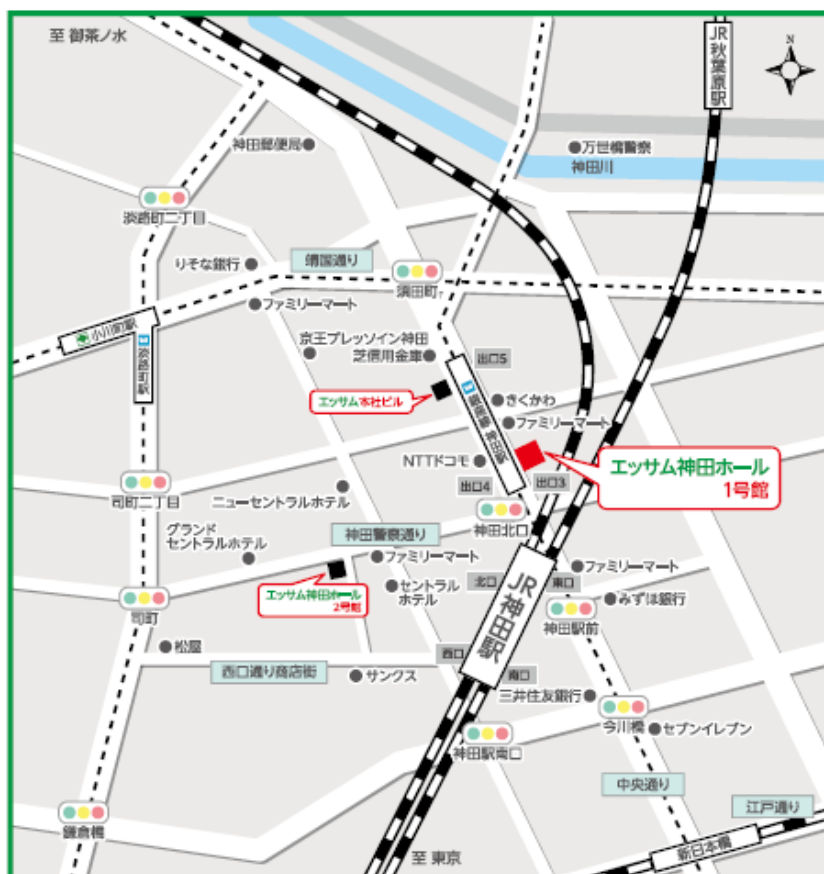 至 御茶ノ水
JR秋葉原駅
N
神田郵便局
万世橋警察
神田川
淡路町二丁目
りそな銀行
靖国通り
須田町
ファミリーマート
小川町駅
淡路町駅
京王プレッソイン神田
芝信用金庫
出口5
エッサム本社ビル
銀座線 神田駅
きくかわ
ファミリーマート
NTTドコモ
エッサム神田ホール
1号館
出口4
出口3
司町二丁目
ニューセントラルホテル
神田北口
グランド
セントラルホテル
神田警察通り
ファミリーマート
エッサム神田ホール
2号館
セントラル
ホテル
北口
JR神田駅
東口
ファミリーマート
みずほ銀行
司町
神田駅前
松屋
西口
西口通り商店街
サンクス
南口
三井住友銀行
今川橋
セブンイレブン
神田駅南口
中央通り
江戸通り
鎌倉橋
新日本橋
至 東京